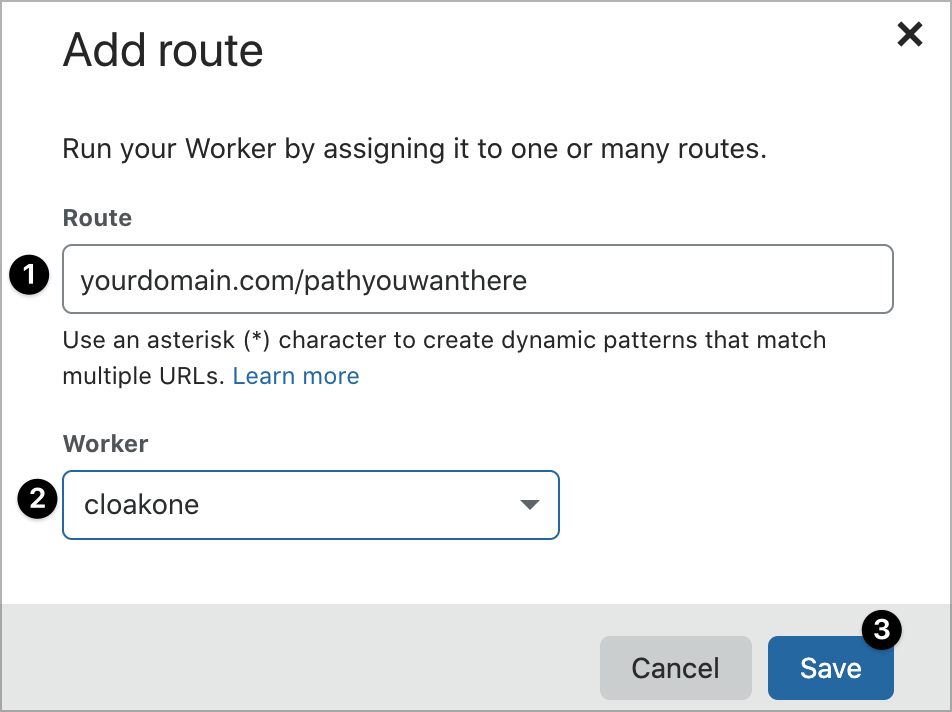 Add route
Run your Worker by assigning it to one or many routes.
Route
1
yourdomain.com/pathyouwanthere
Use an asterisk (*) character to create dynamic patterns that match
multiple URLs. Learn more
Worker
2
cloakone
3
Cancel
Save